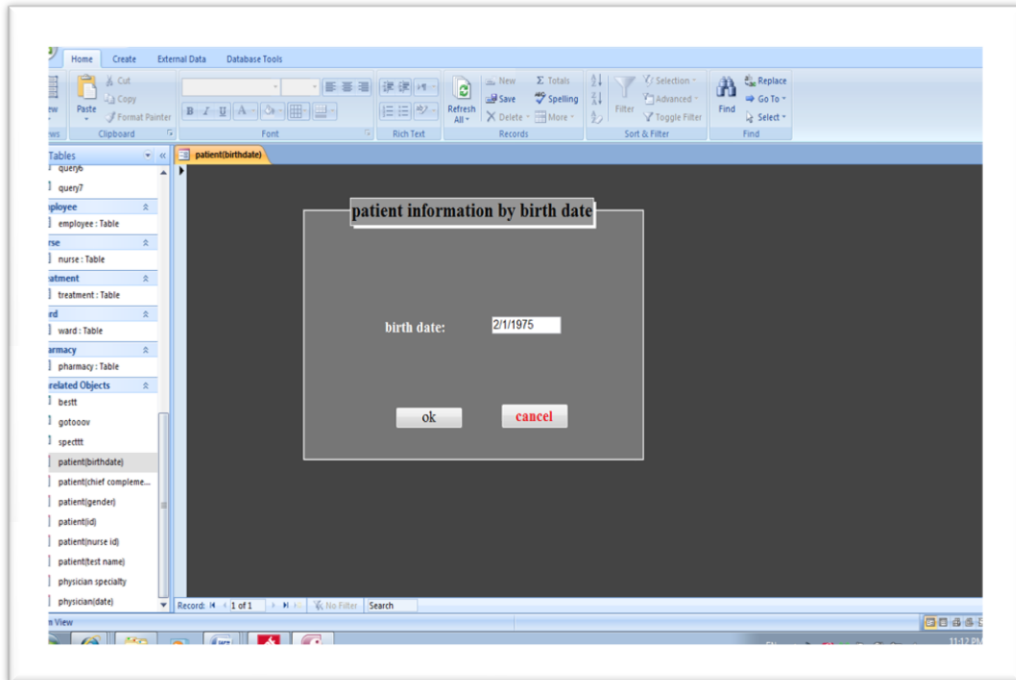 Home Create External Data Database Tools
Cut
Copy
Format Painter
Paste
Clipboard
B I U A
Font
Rich Text
Refresh All
New
Save
Delete
Σ Totals
Spelling
More
Records
Filter
Selection
Advanced
Toggle Filter
Sort & Filter
Find
Replace
Go To
Select
Find
Tables
patient(birthdate)
query6
query7
employee : Table
nurse : Table
treatment : Table
ward : Table
pharmacy : Table
related Objects
bestt
gotooov
specttt
patient(birthdate)
patient(chief compleme...
patient(gender)
patient(id)
patient(nurse id)
patient(test name)
physician specialty
physician(date)
patient information by birth date
birth date: 2/1/1975
ok cancel
Record: 1 of 1 No Filter Search
View
11:12 PM